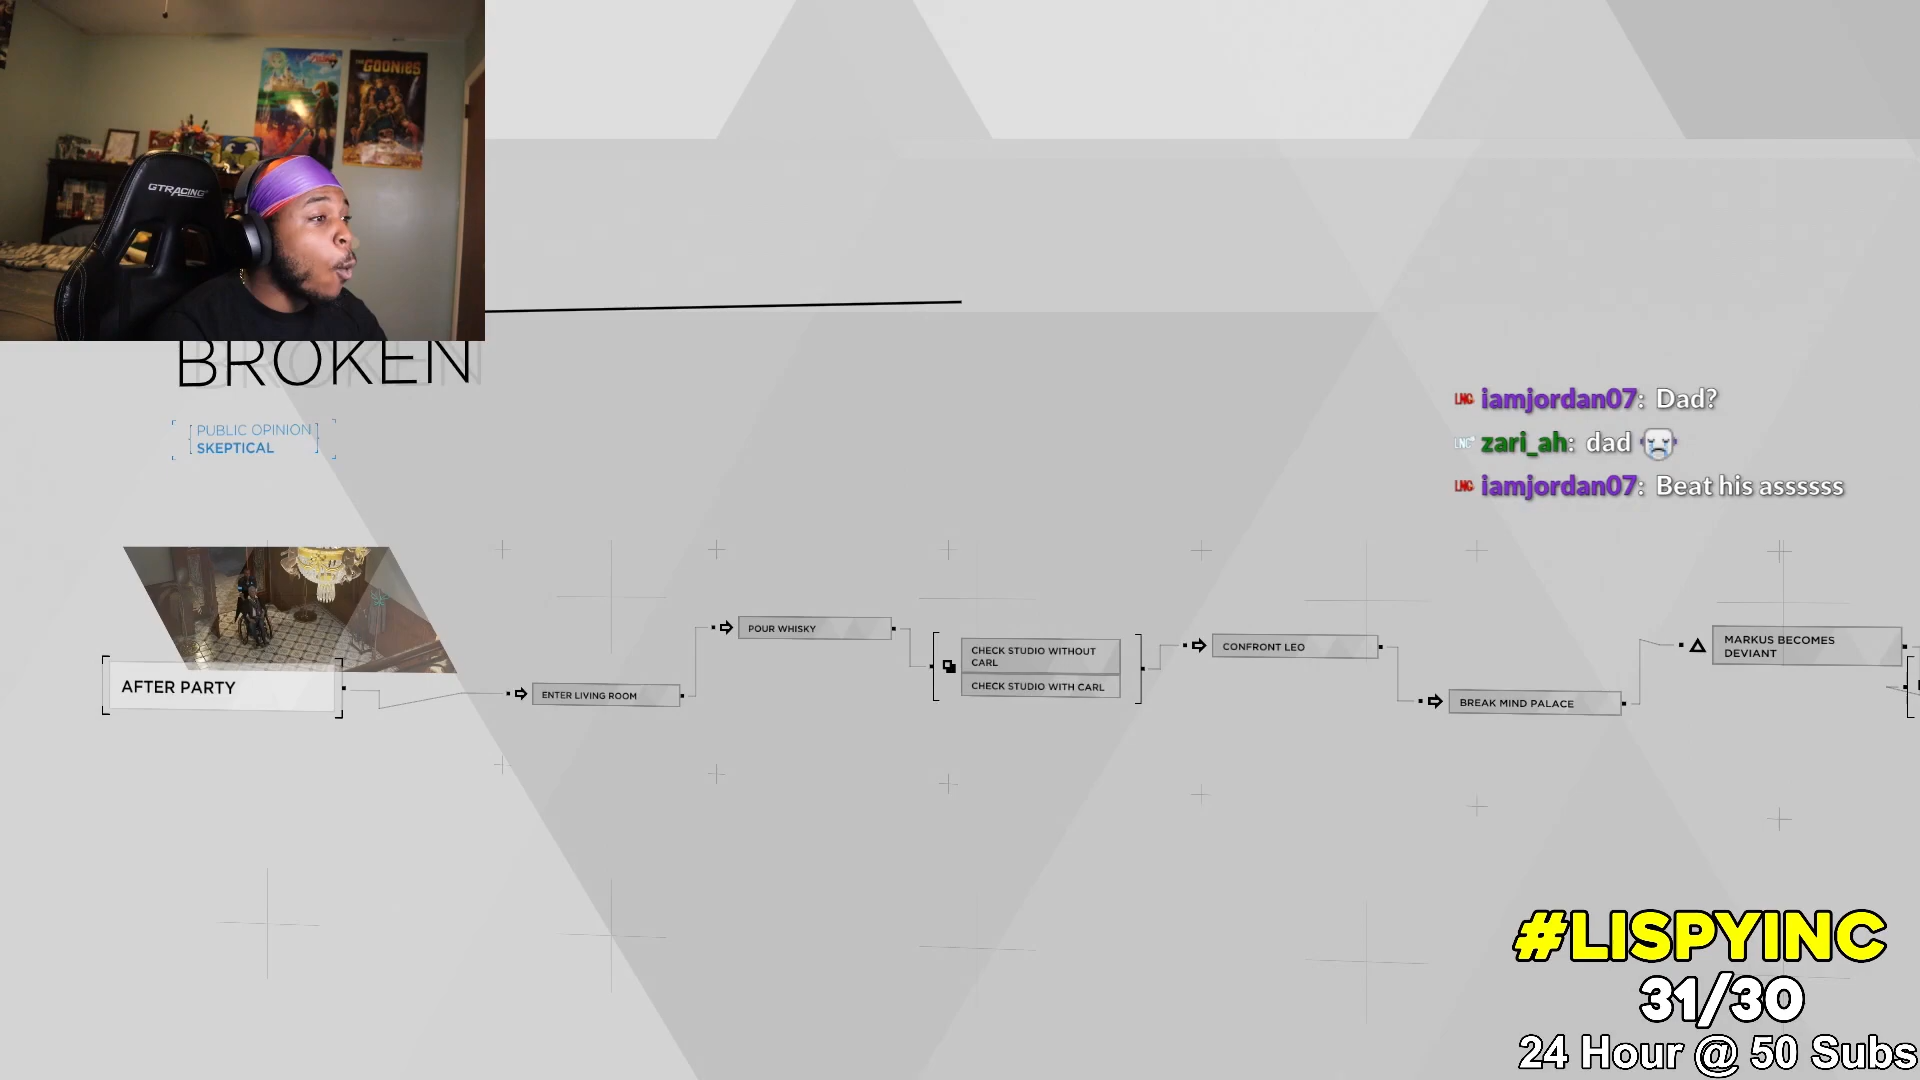 THE GOONIES
GTRACING
BROKEN
PUBLIC OPINION
SKEPTICAL
iamjordan07: Dad?
zari_ah: dad
iamjordan07: Beat his assssss
AFTER PARTY
ENTER LIVING ROOM
POUR WHISKY
CHECK STUDIO WITHOUT
CARL
CHECK STUDIO WITH CARL
CONFRONT LEO
BREAK MIND PALACE
MARKUS BECOMES
DEVIANT
#LISPYINC
31/30
24 Hour @ 50 Subs